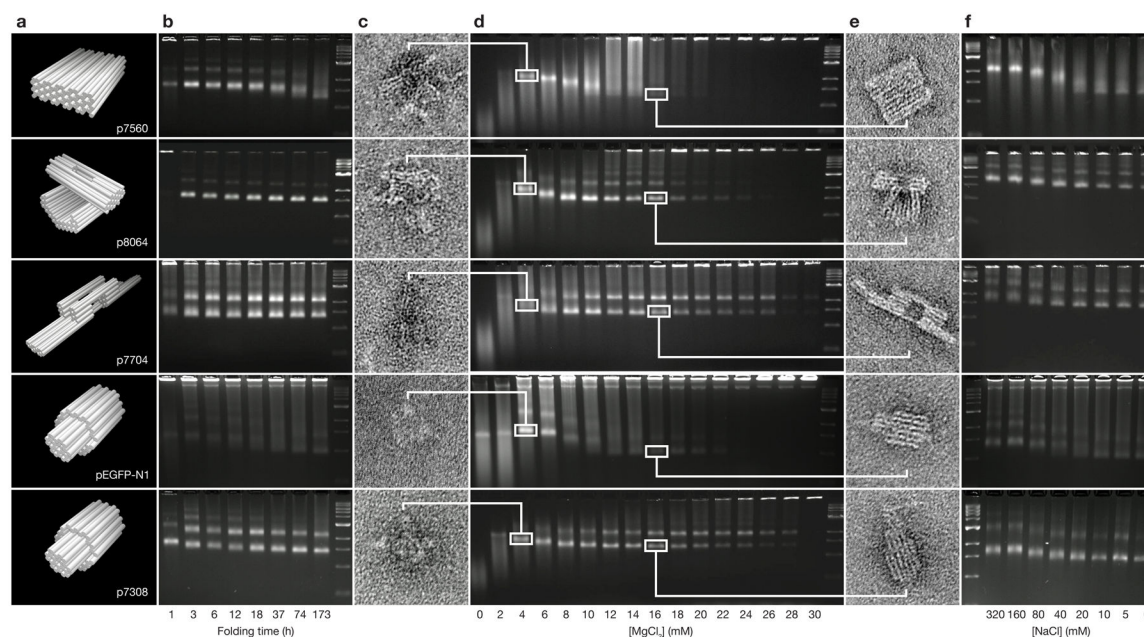 a b c d e f
p7560
p8064
p7704
pEGFP-N1
p7308
1 3 6 12 18 37 74 173 0 2 4 6 8 10 12 14 16 18 20 22 24 26 28 30 320 160 80 40 20 10 5
Folding time (h) [MgCl₂] (mM) [NaCl] (mM)